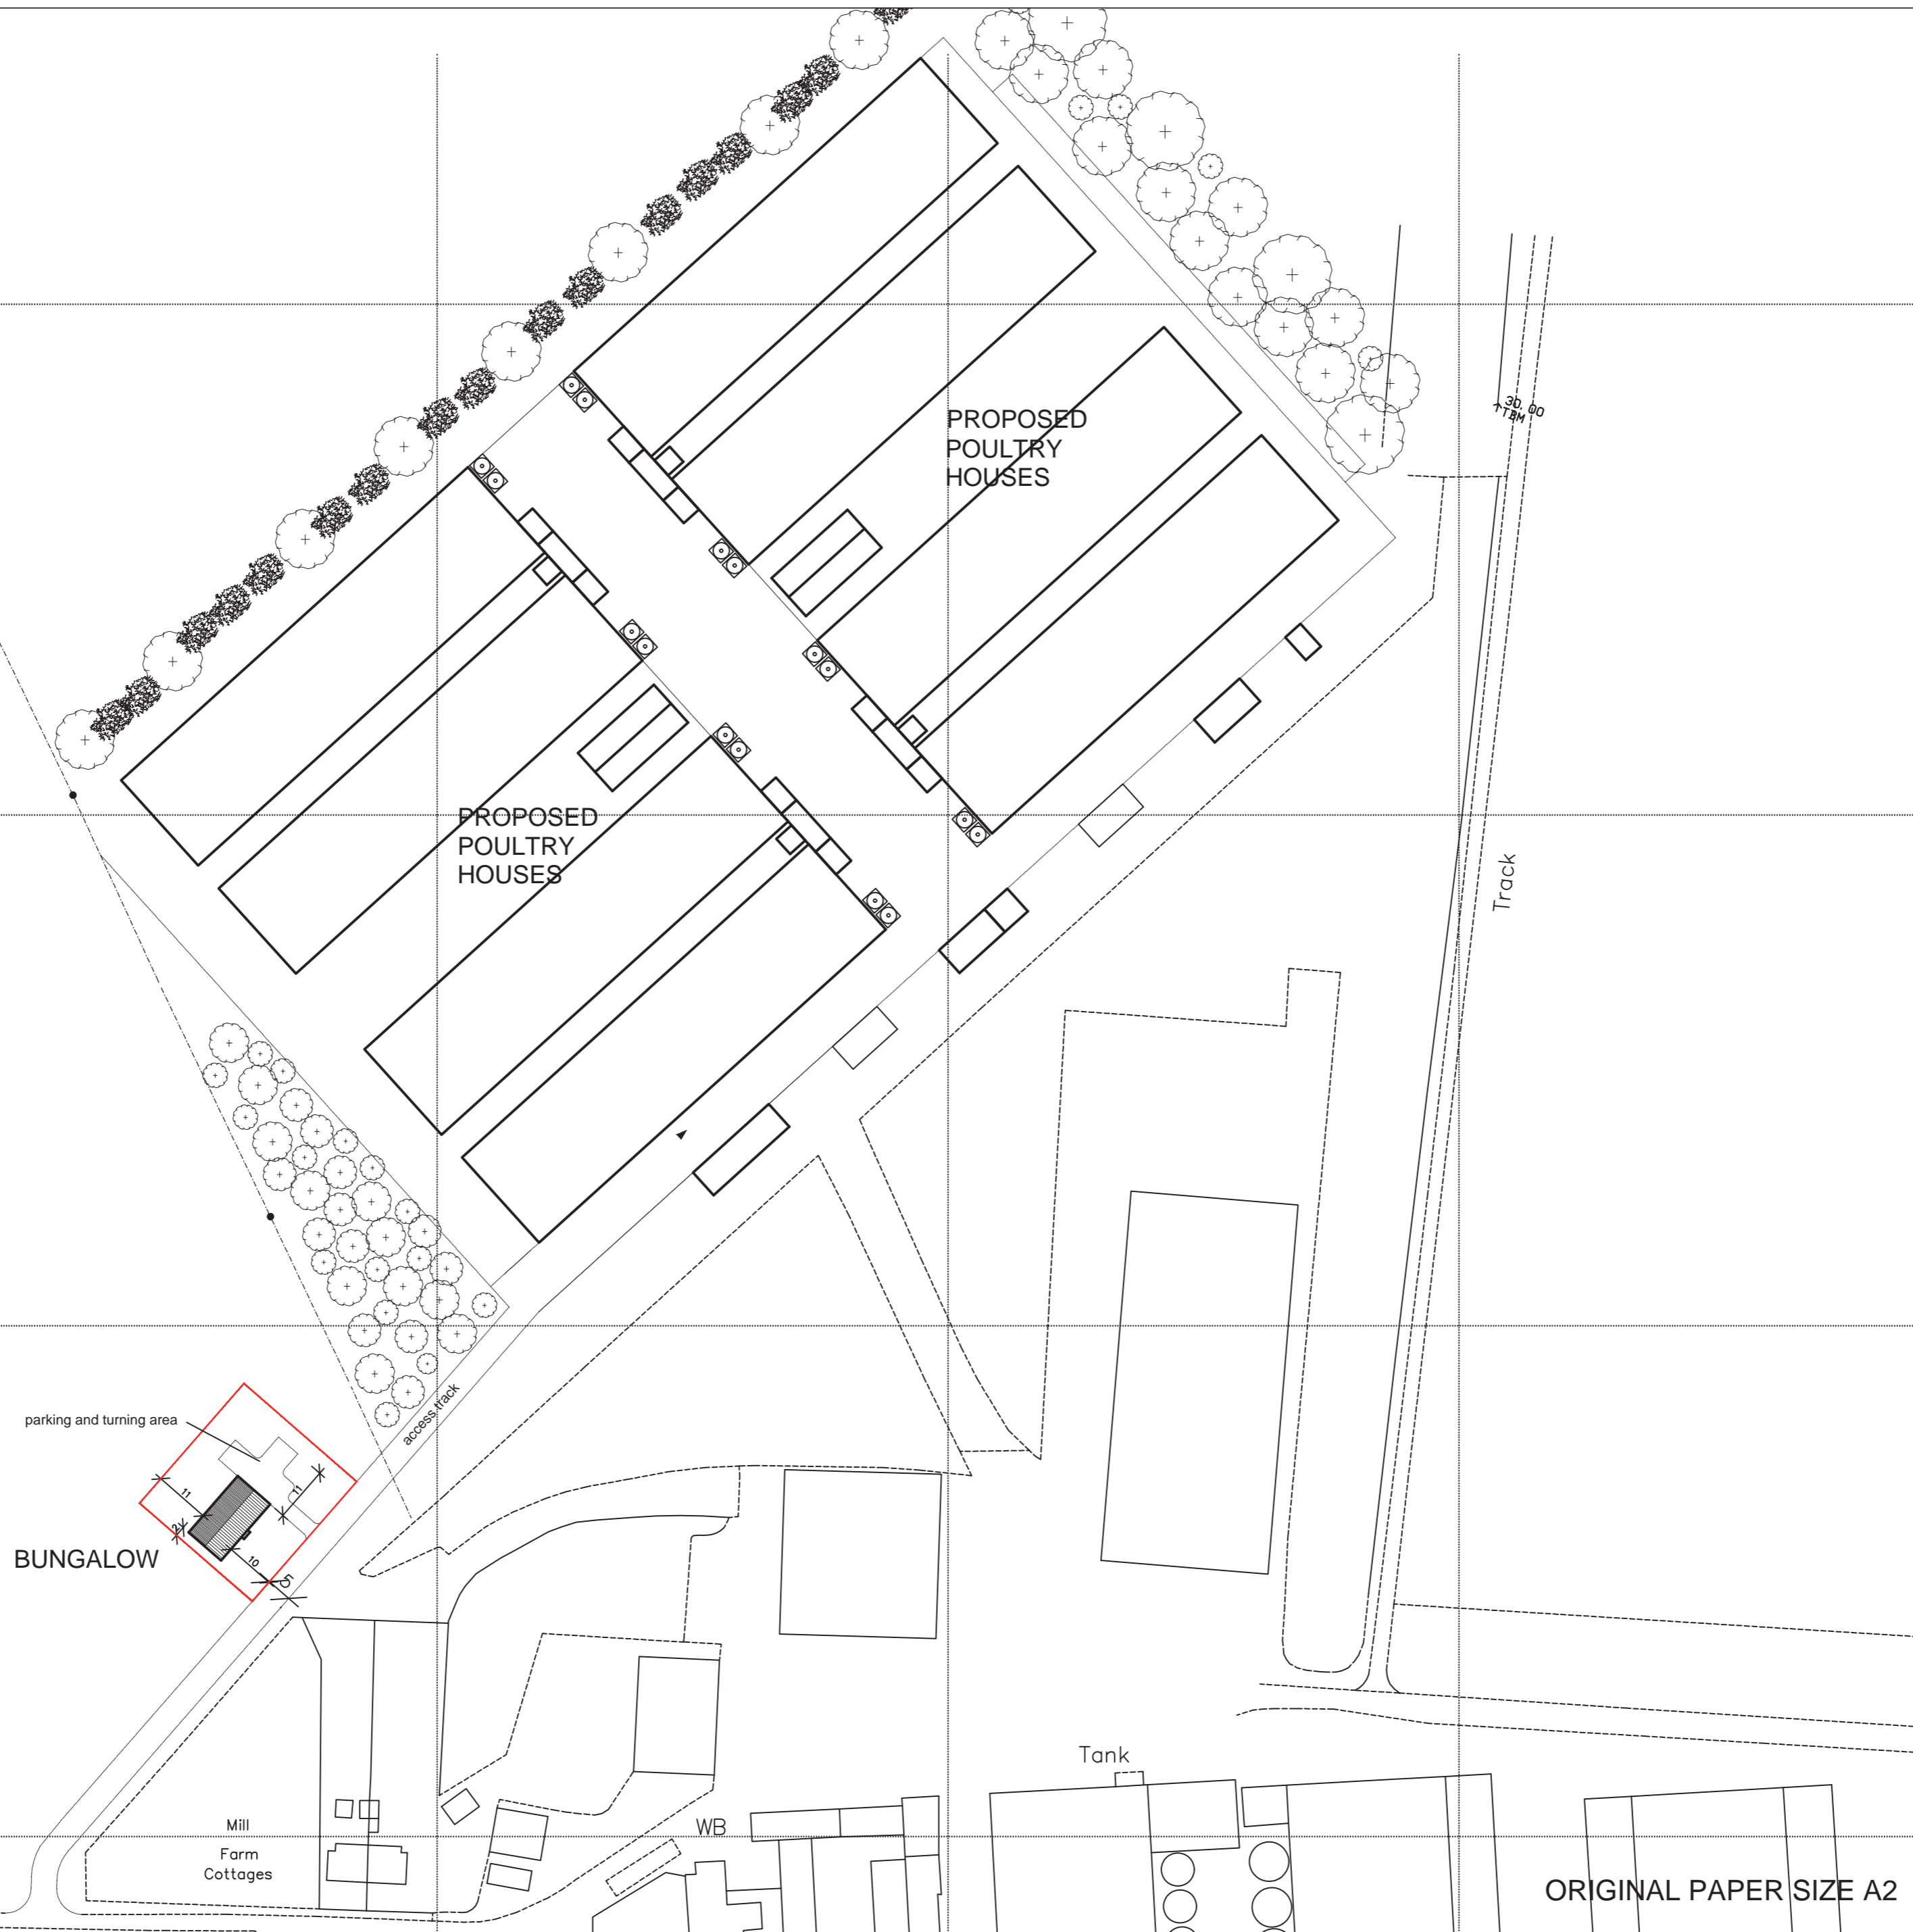 PROPOSED
POULTRY
HOUSES
30.00
TBM
PROPOSED
POULTRY
HOUSES
Track
access track
parking and turning area
11
11
2
10
5
BUNGALOW
Tank
WB
Mill
Farm
Cottages
ORIGINAL PAPER SIZE A2